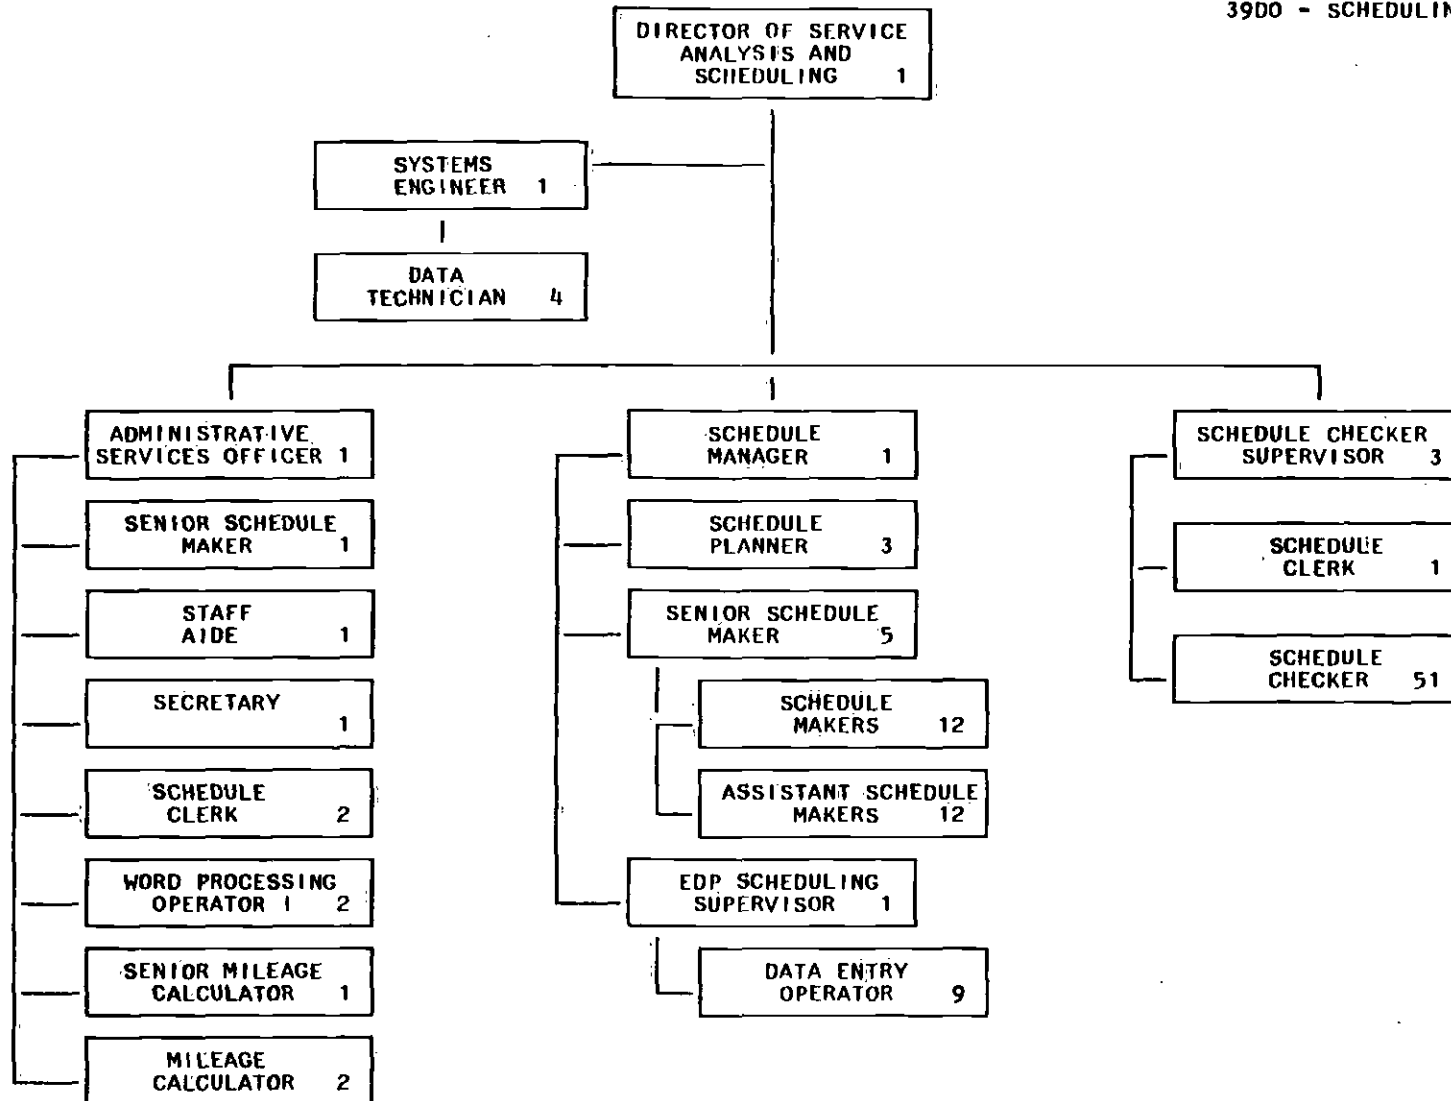 39D0 - SCHEDULIN
DIRECTOR OF SERVICE
ANALYSIS AND
SCHEDULING 1
SYSTEMS
ENGINEER 1
DATA
TECHNICIAN 4
ADMINISTRATIVE
SERVICES OFFICER 1
SENIOR SCHEDULE
MAKER 1
STAFF
AIDE 1
SECRETARY
1
SCHEDULE
CLERK 2
WORD PROCESSING
OPERATOR I 2
SENIOR MILEAGE
CALCULATOR 1
MILEAGE
CALCULATOR 2
SCHEDULE
MANAGER 1
SCHEDULE
PLANNER 3
SENIOR SCHEDULE
MAKER 5
SCHEDULE
MAKERS 12
ASSISTANT SCHEDULE
MAKERS 12
EDP SCHEDULING
SUPERVISOR 1
DATA ENTRY
OPERATOR 9
SCHEDULE CHECKER
SUPERVISOR 3
SCHEDULE
CLERK 1
SCHEDULE
CHECKER 51